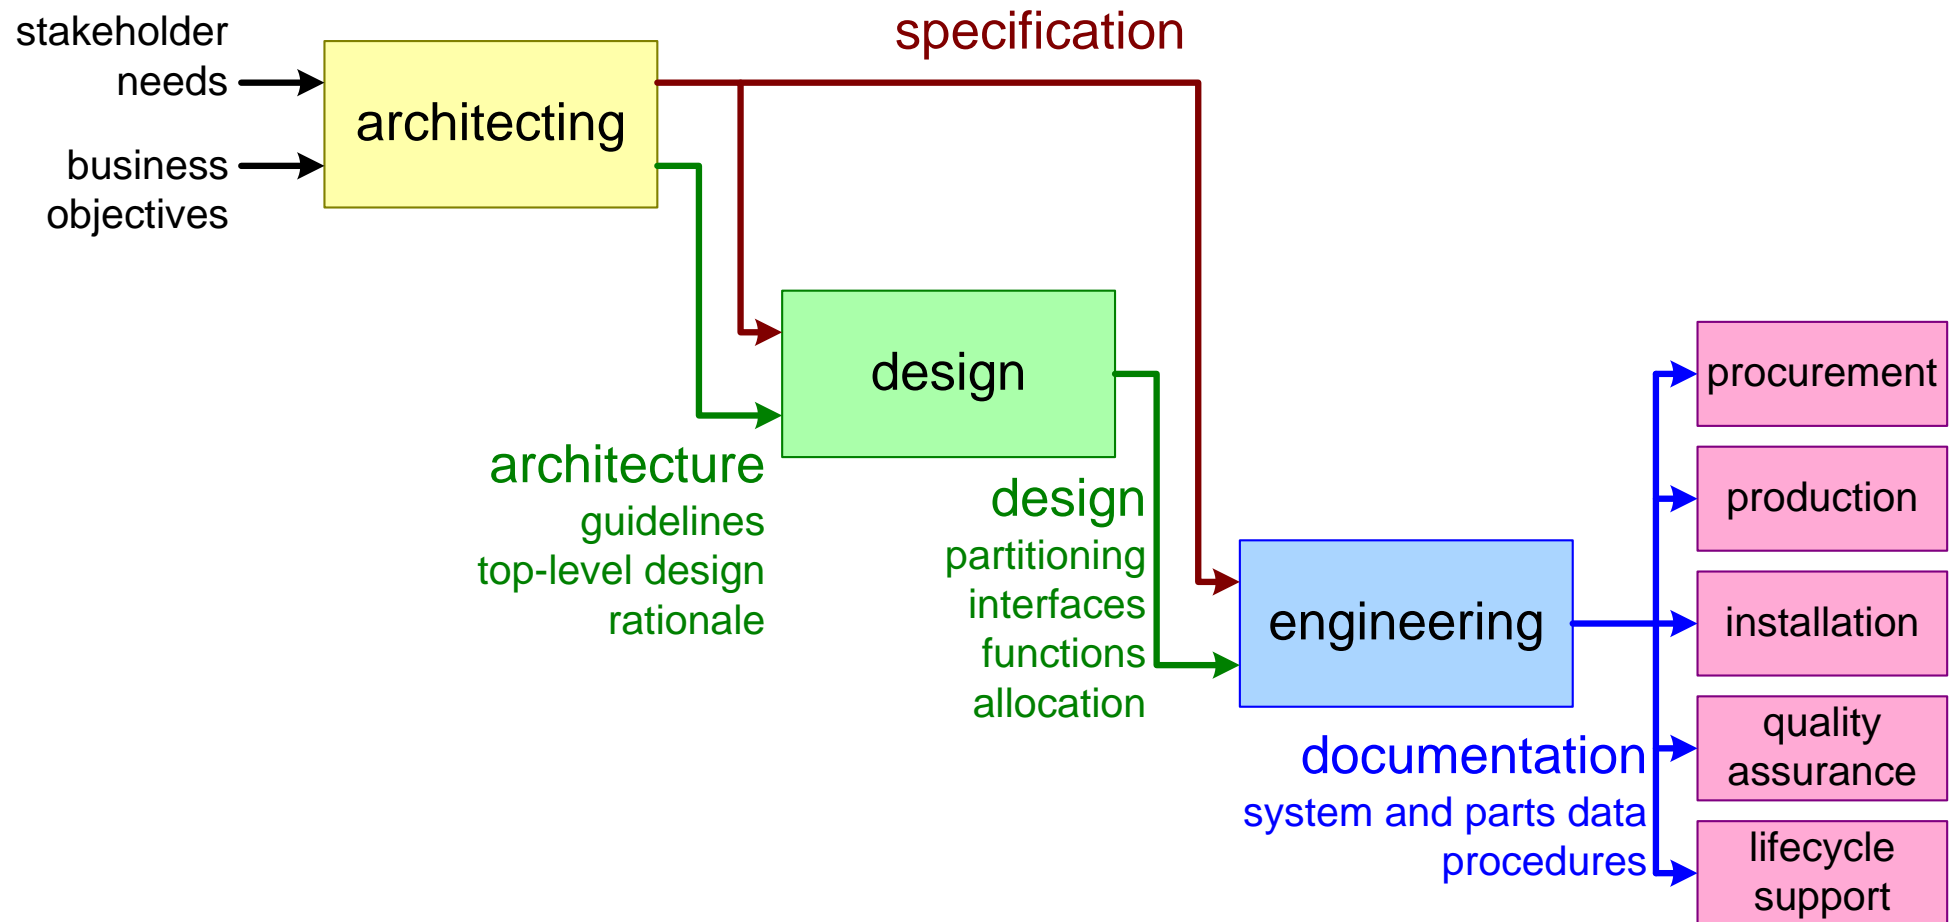 stakeholder
needs
business
objectives
architecting
specification
design
architecture
guidelines
top-level design
rationale
design
partitioning
interfaces
functions
allocation
engineering
documentation
system and parts data
procedures
procurement
production
installation
quality
assurance
lifecycle
support